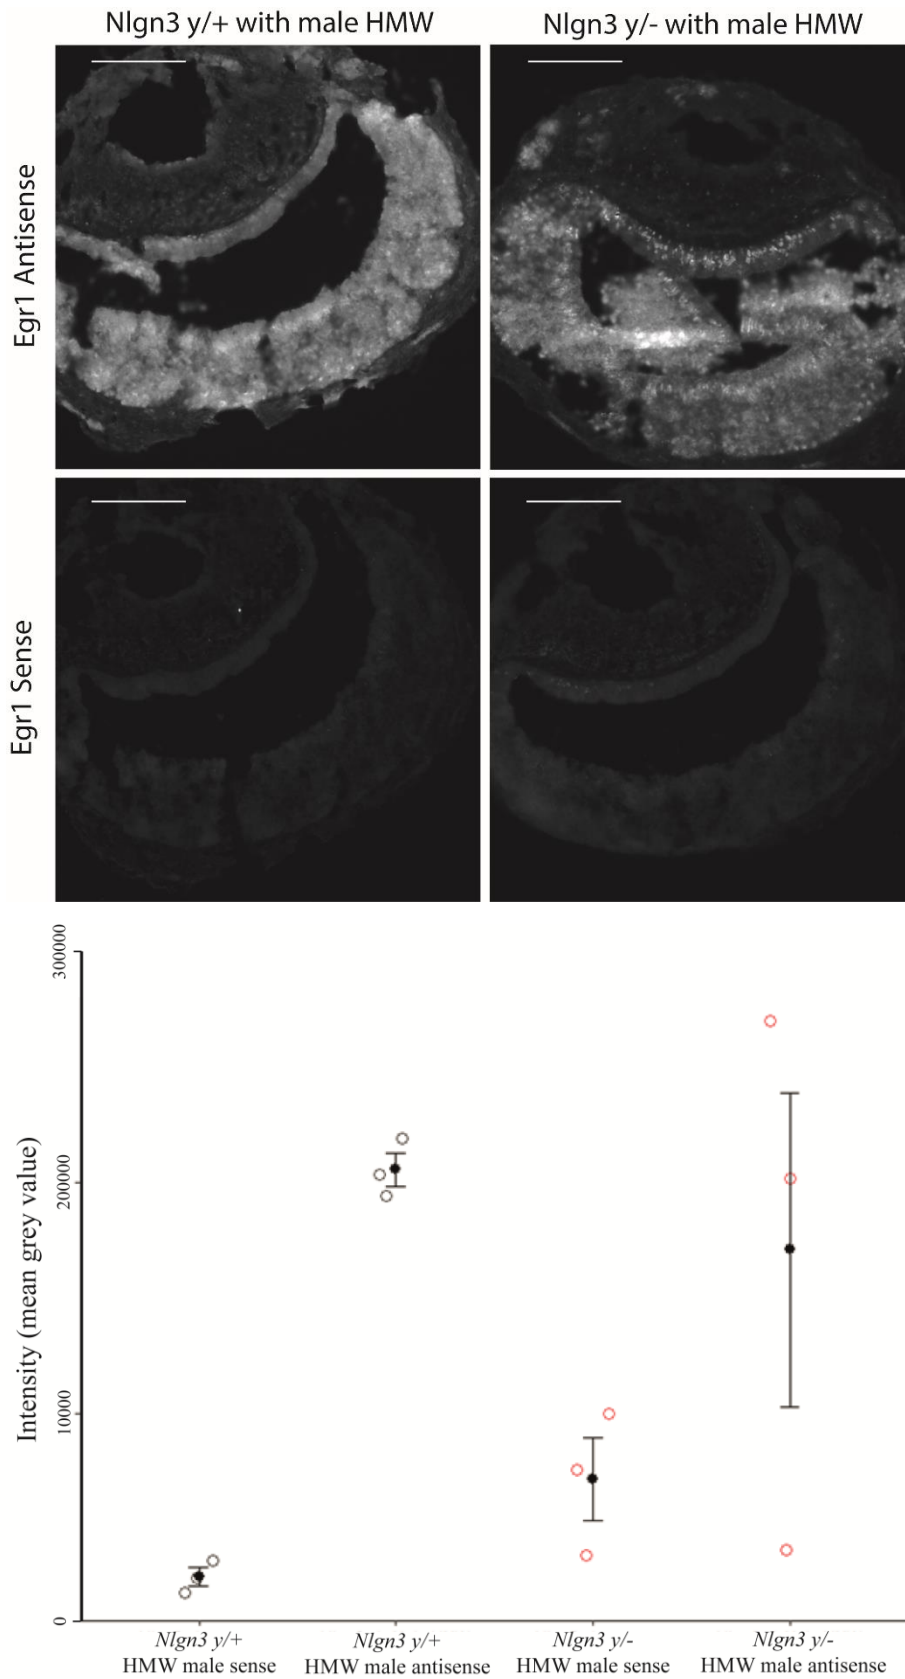 Nlgn3 y/+ with male HMW
Nlgn3 y/- with male HMW
Egr1 Antisense
Egr1 Sense
Intensity (mean grey value)
300000
200000
10000
0
Nlgn3 y/+
HMW male sense
Nlgn3 y/+
HMW male antisense
Nlgn3 y/-
HMW male sense
Nlgn3 y/-
HMW male antisense